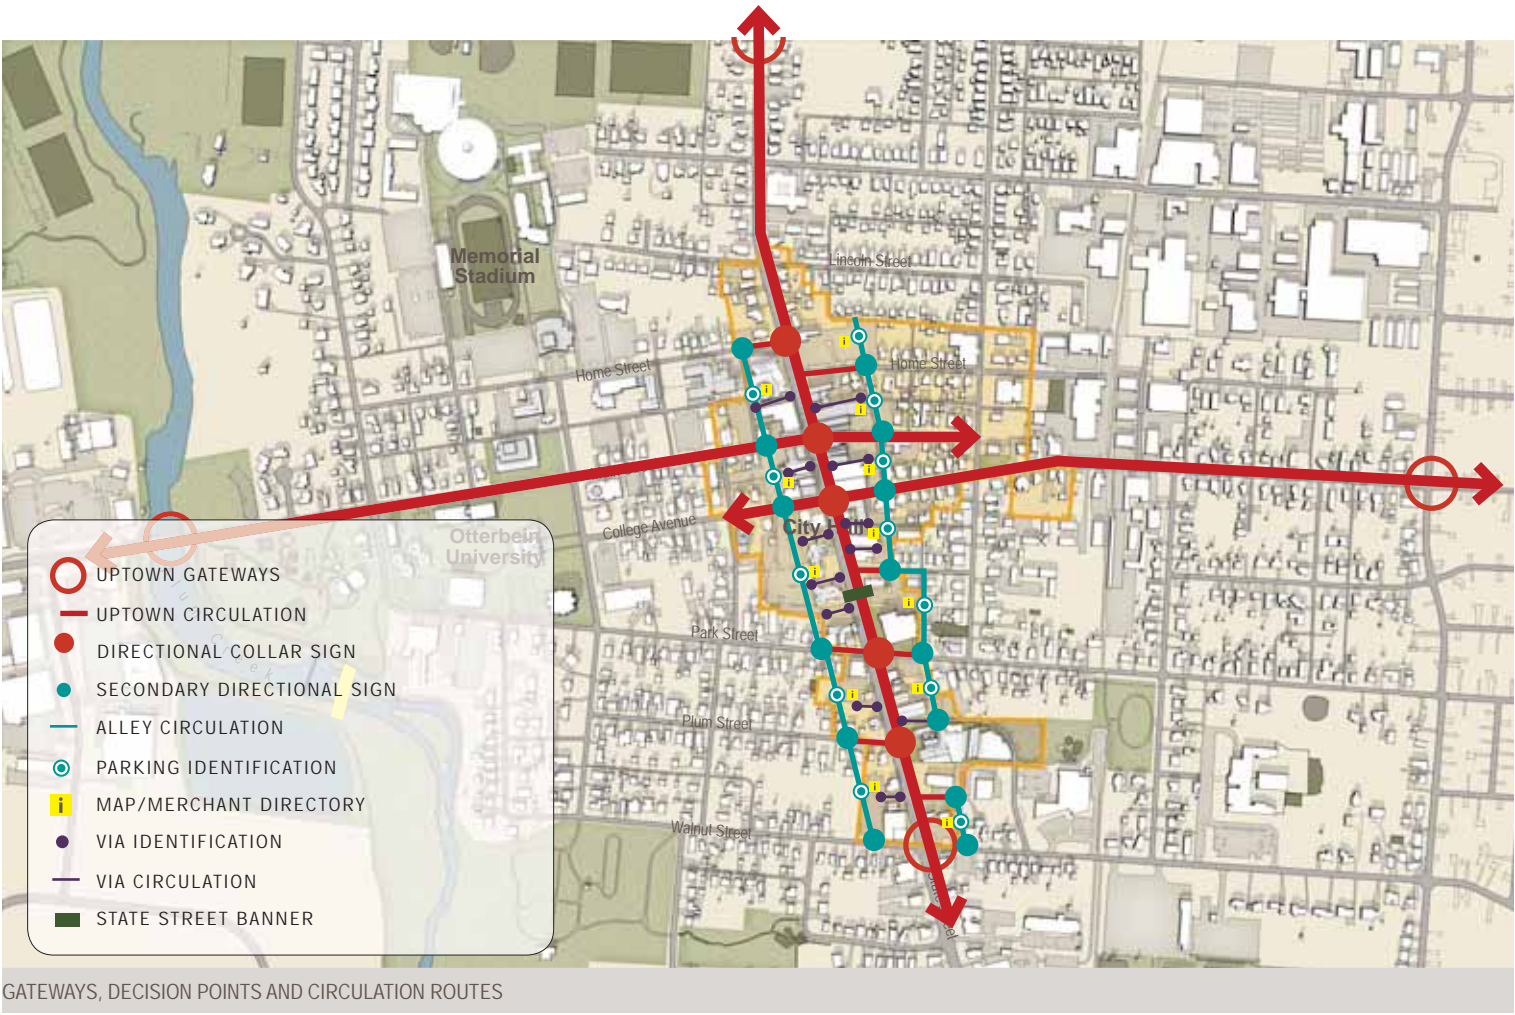 Lincoln Street
Memorial
Stadium
Home Street
Home Street
College Avenue
City Hall
Otterbein
University
Park Street
Plum Street
Walnut Street
Creek
UPTOWN GATEWAYS
UPTOWN CIRCULATION
DIRECTIONAL COLLAR SIGN
SECONDARY DIRECTIONAL SIGN
ALLEY CIRCULATION
PARKING IDENTIFICATION
i MAP/MERCHANT DIRECTORY
VIA IDENTIFICATION
VIA CIRCULATION
STATE STREET BANNER
GATEWAYS, DECISION POINTS AND CIRCULATION ROUTES